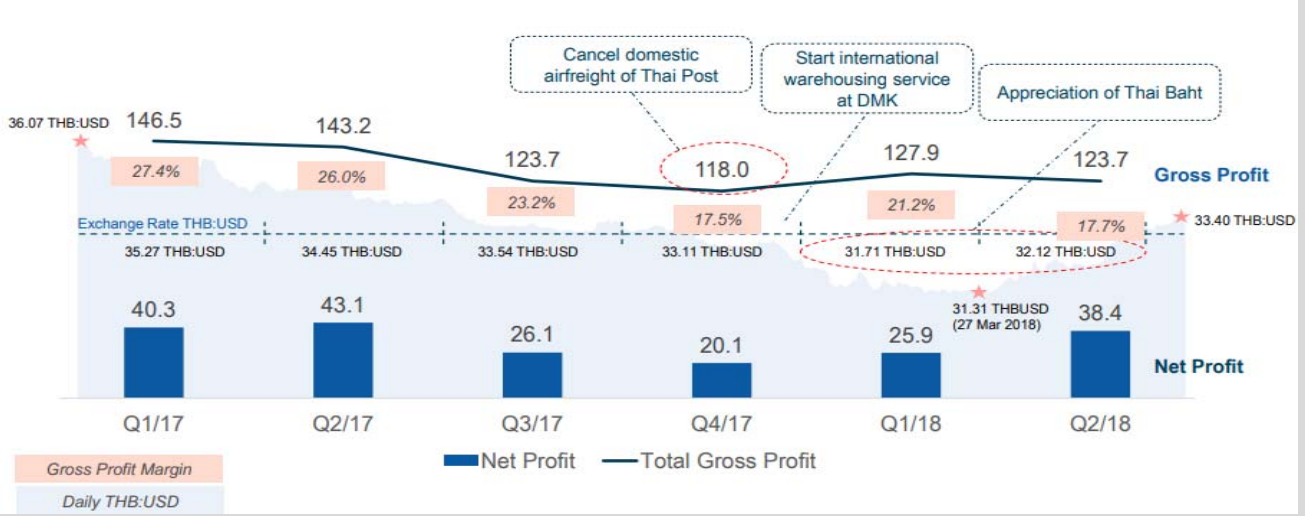 Cancel domestic
airfreight of Thai Post
Start international
warehousing service
at DMK
Appreciation of Thai Baht
36.07 THB:USD
146.5
143.2
123.7
118.0
127.9
123.7
Gross Profit
27.4%
26.0%
23.2%
17.5%
21.2%
17.7%
33.40 THB:USD
Exchange Rate THB:USD
35.27 THB:USD
34.45 THB:USD
33.54 THB:USD
33.11 THB:USD
31.71 THB:USD
32.12 THB:USD
31.31 THBUSD
(27 Mar 2018)
40.3
43.1
26.1
20.1
25.9
38.4
Net Profit
Q1/17
Q2/17
Q3/17
Q4/17
Q1/18
Q2/18
Net Profit
Total Gross Profit
Gross Profit Margin
Daily THB:USD